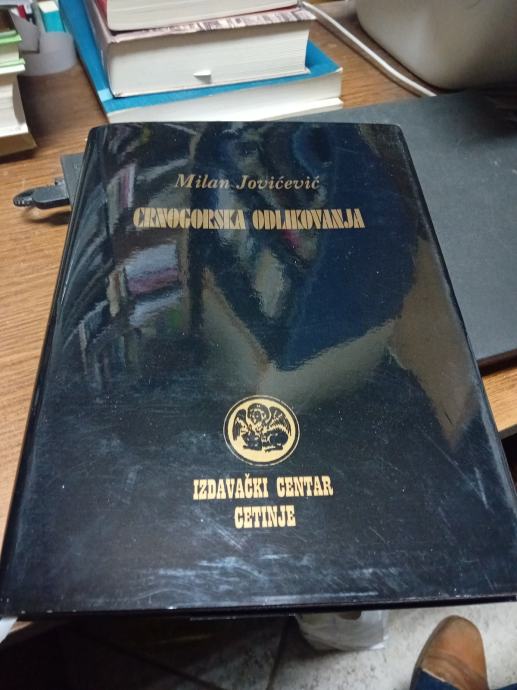 Milan Jovićević
CRNOGORSKA ODLIKOVANJA
IZDAVAČKI CENTAR
CETINJE